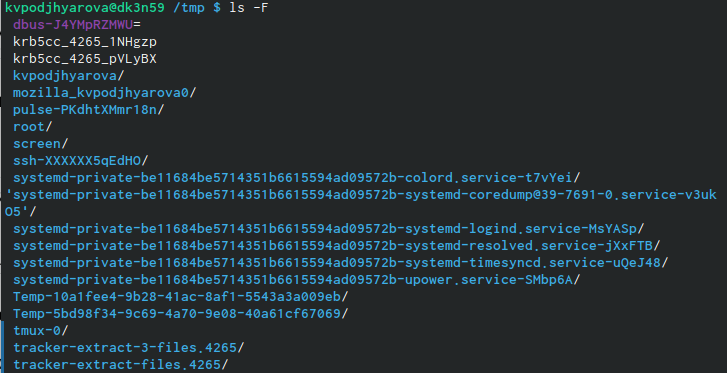 kvpodjhyarova@dk3n59 /tmp $ ls -F
dbus-J4YMpRZMWU=
krb5cc_4265_1NHgzp
krb5cc_4265_pVLyBX
kvpodjhyarova/
mozilla_kvpodjhyarova0/
pulse-PKdhtXMmr18n/
root/
screen/
ssh-XXXXXX5qEdHO/
systemd-private-be11684be5714351b6615594ad09572b-colord.service-t7vYei/
'systemd-private-be11684be5714351b6615594ad09572b-systemd-coredump@39-7691-0.service-v3uk
O5'/
systemd-private-be11684be5714351b6615594ad09572b-systemd-logind.service-MsYASp/
systemd-private-be11684be5714351b6615594ad09572b-systemd-resolved.service-jXxFTB/
systemd-private-be11684be5714351b6615594ad09572b-systemd-timesyncd.service-uQeJ48/
systemd-private-be11684be5714351b6615594ad09572b-upower.service-SMbp6A/
Temp-10a1fee4-9b28-41ac-8af1-5543a3a009eb/
Temp-5bd98f34-9c69-4a70-9e08-40a61cf67069/
tmux-0/
tracker-extract-3-files.4265/
tracker-extract-files.4265/